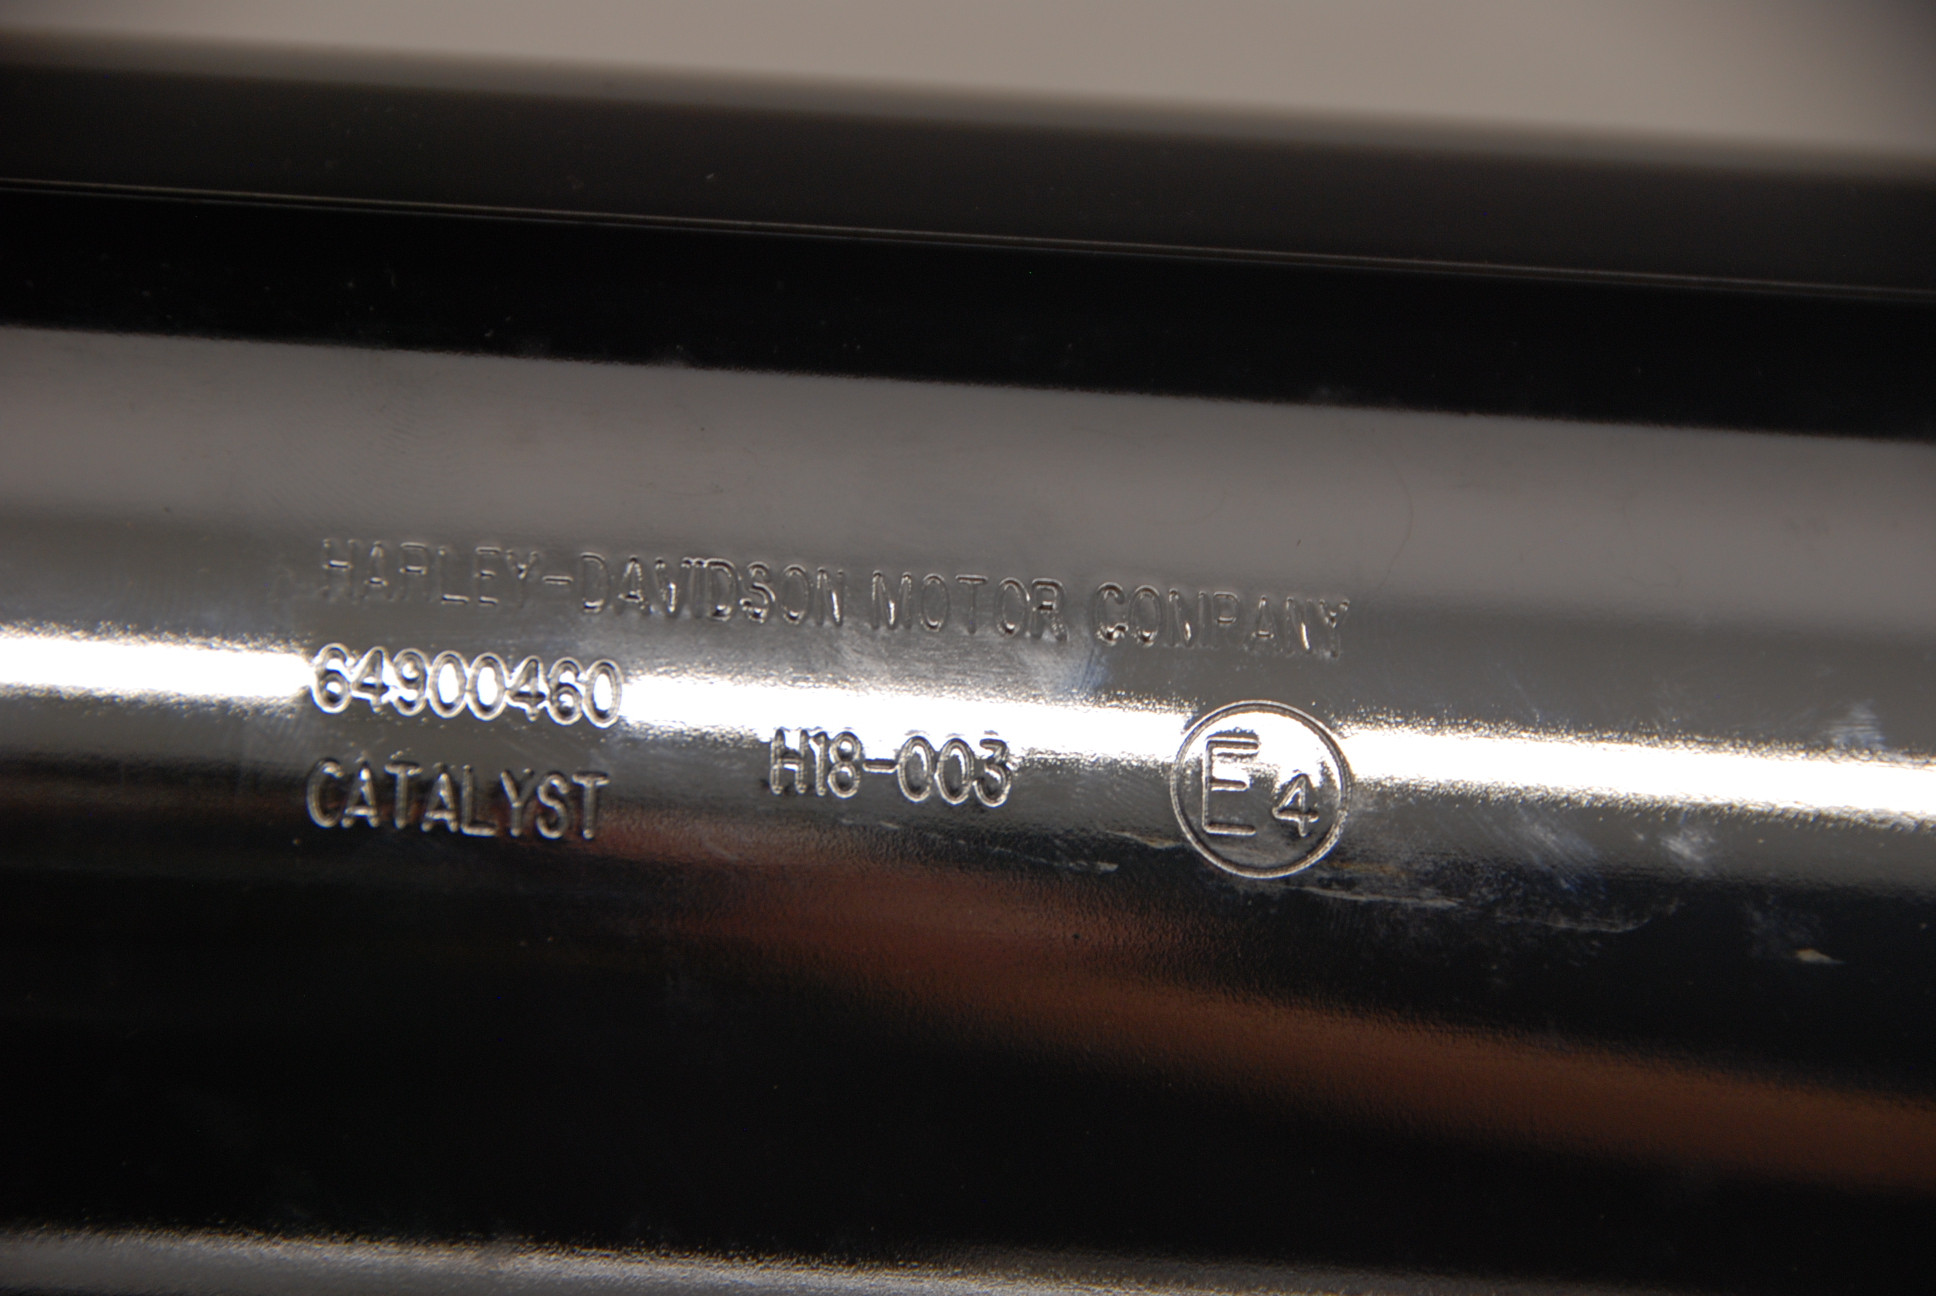 HARLEY-DAVIDSON MOTOR COMPANY
64900460
CATALYST
H18-003
E4